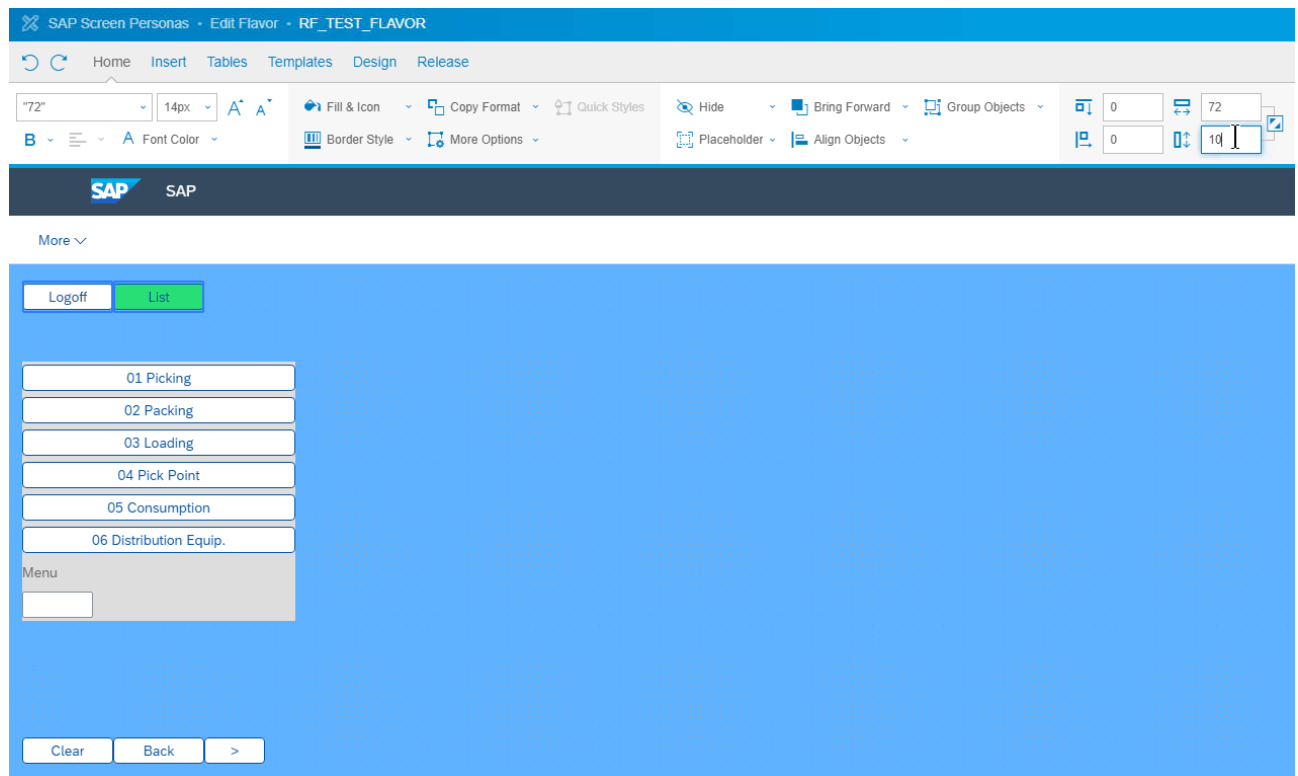 SAP Screen Personas • Edit Flavor • RF_TEST_FLAVOR
Home Insert Tables Templates Design Release
"72" 14px A A Fill & Icon Copy Format Quick Styles Hide Bring Forward Group Objects 0 72
B A Font Color Border Style More Options Placeholder Align Objects 0 10
SAP SAP
More
Logoff List
01 Picking
02 Packing
03 Loading
04 Pick Point
05 Consumption
06 Distribution Equip.
Menu
Clear Back >